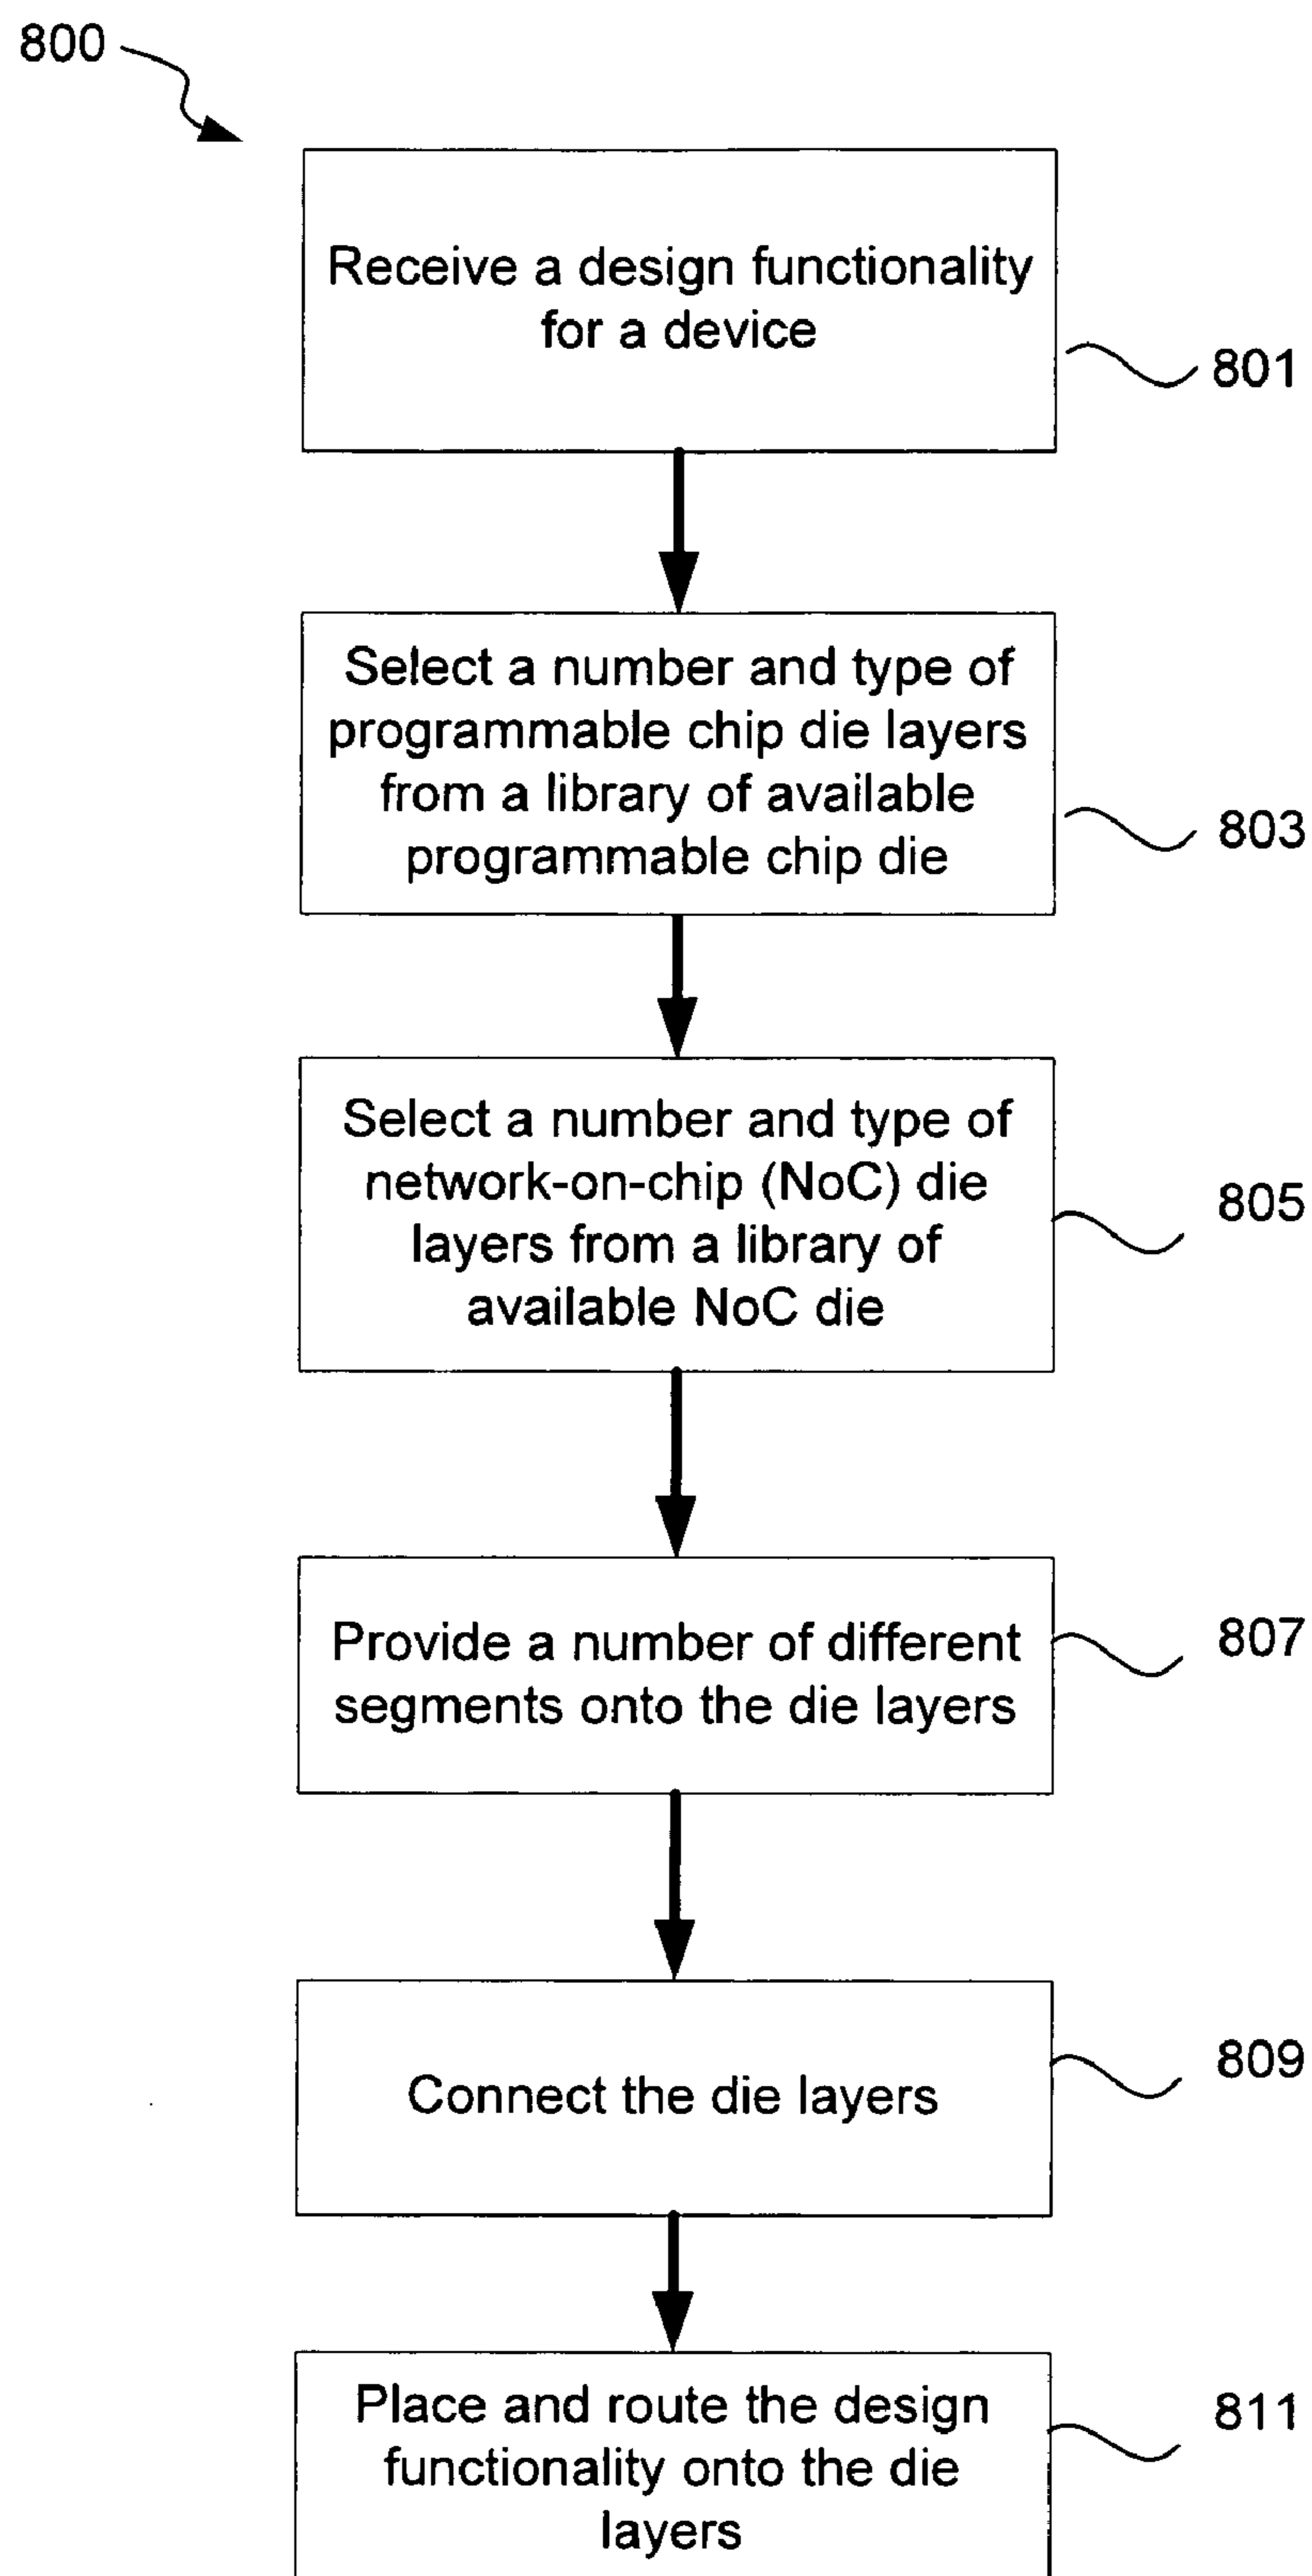 800
Receive a design functionality
for a device
801
Select a number and type of
programmable chip die layers
from a library of available
programmable chip die
803
Select a number and type of
network-on-chip (NoC) die
layers from a library of
available NoC die
805
Provide a number of different
segments onto the die layers
807
Connect the die layers
809
Place and route the design
functionality onto the die
layers
811